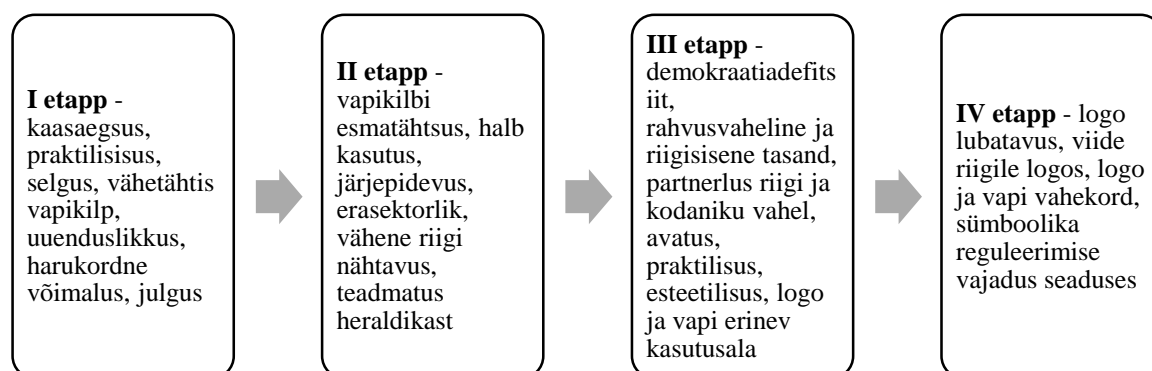 I etapp -
kaasaegsus,
praktilisisus,
selgus, vähetähtis
vapikilp,
uuenduslikkus,
harukordne
võimalus, julgus
II etapp -
vapikilbi
esmatähtsus, halb
kasutus,
järjepidevus,
erasektorlik,
vähene riigi
nähtavus,
teadmatus
heraldikast
III etapp -
demokraatiadefits
iit,
rahvusvaheline ja
riigisisene tasand,
partnerlus riigi ja
kodaniku vahel,
avatus,
praktilisus,
esteetilisus, logo
ja vapi erinev
kasutusala
IV etapp - logo
lubatavus, viide
riigile logos, logo
ja vapi vahekord,
sümboolika
reguleerimise
vajadus seaduses